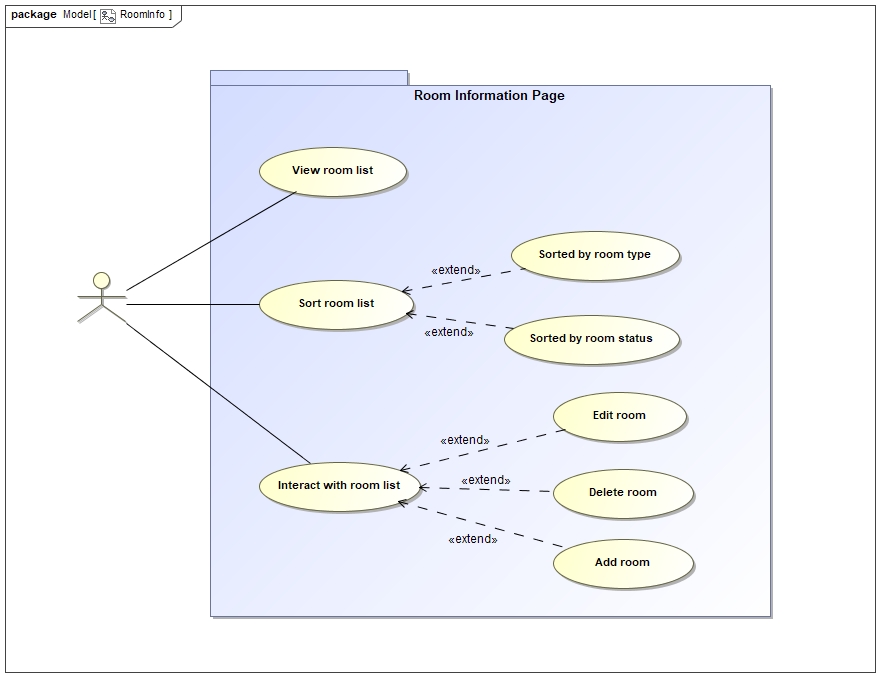 package Model[ RoomInfo ]
Room Information Page
View room list
Sorted by room type
«extend»
Sort room list
«extend»
Sorted by room status
Edit room
«extend»
Interact with room list
«extend»
Delete room
«extend»
Add room